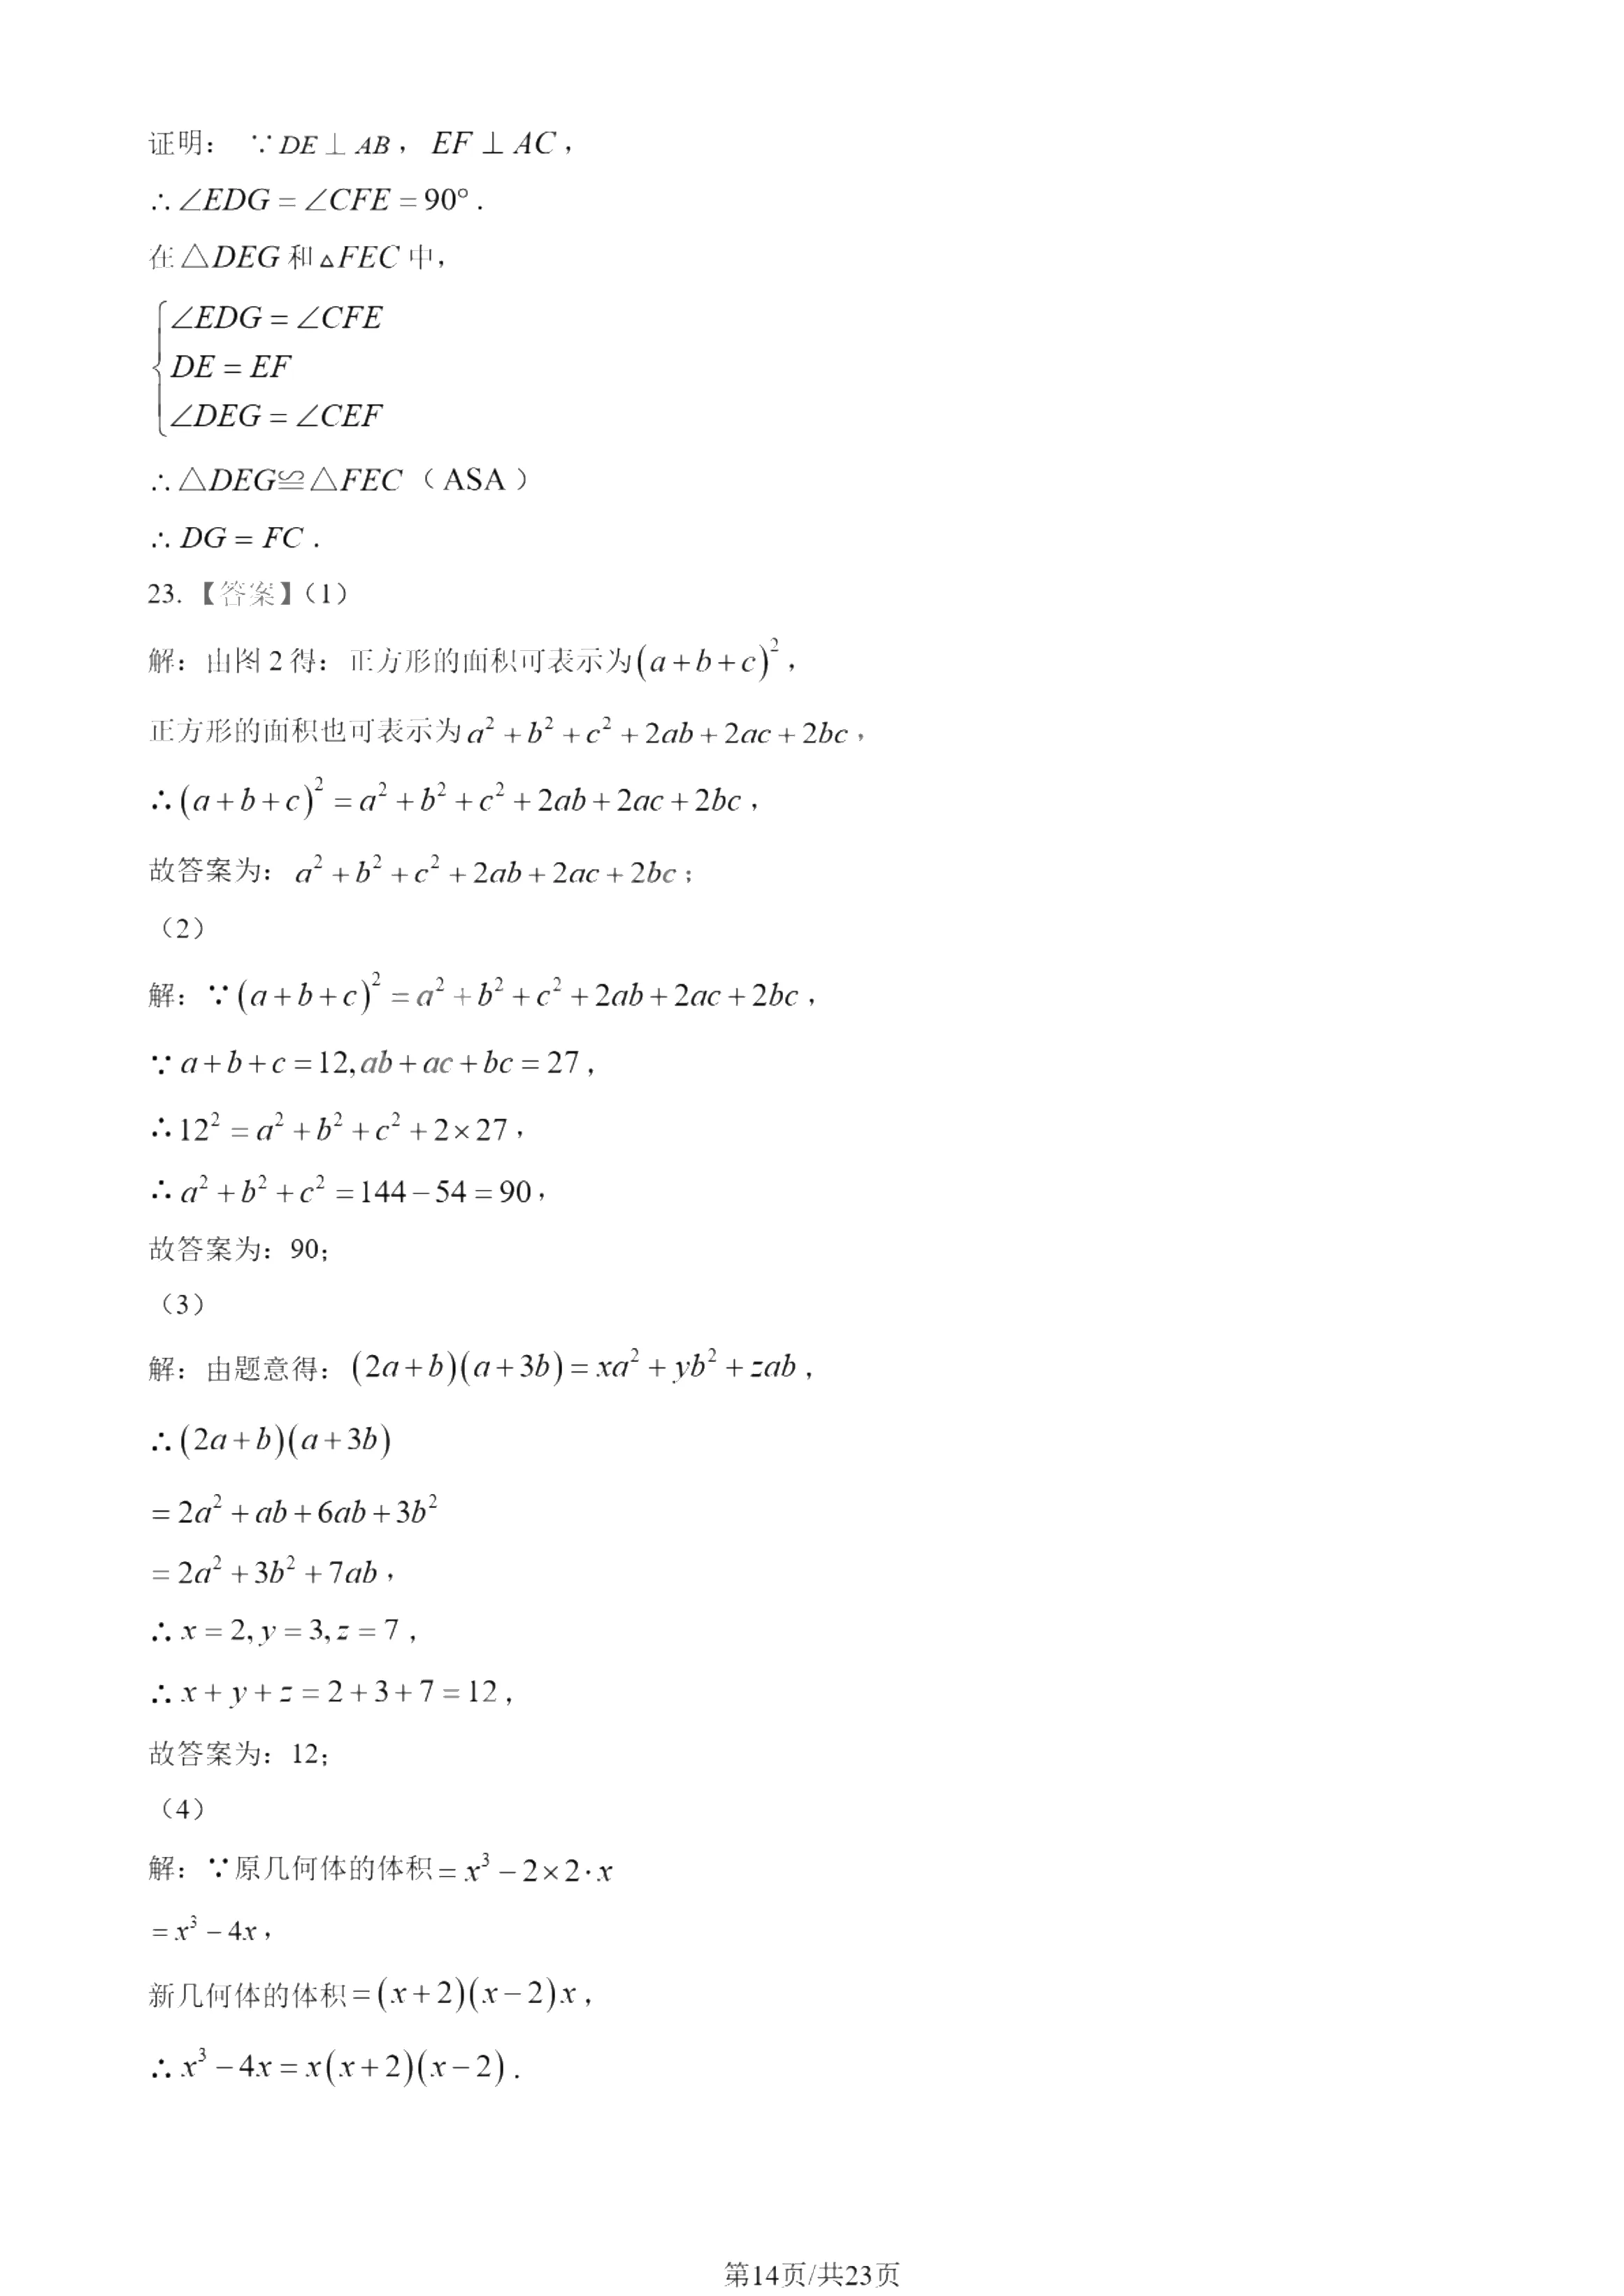 证明： ∵DE⊥AB，EF⊥AC，
∴∠EDG=∠CFE=90°.
在△DEG和△FEC中，
∠EDG=∠CFE
DE=EF
∠DEG=∠CEF
∴△DEG≌△FEC（ASA）
∴DG=FC．
23. 【答案】（1）
解：由图2得：正方形的面积可表示为(a+b+c)²，
正方形的面积也可表示为a²+b²+c²+2ab+2ac+2bc，
∴(a+b+c)²=a²+b²+c²+2ab+2ac+2bc，
故答案为：a²+b²+c²+2ab+2ac+2bc；
（2）
解：∵(a+b+c)²=a²+b²+c²+2ab+2ac+2bc，
∵a+b+c=12,ab+ac+bc=27，
∴12²=a²+b²+c²+2×27，
∴a²+b²+c²=144−54=90，
故答案为：90；
（3）
解：由题意得：(2a+b)(a+3b)=xa²+yb²+zab，
∴(2a+b)(a+3b)
=2a²+ab+6ab+3b²
=2a²+3b²+7ab，
∴x=2,y=3,z=7，
∴x+y+z=2+3+7=12，
故答案为：12；
（4）
解：∵原几何体的体积=x³−2×2·x
=x³−4x，
新几何体的体积=(x+2)(x−2)x，
∴x³−4x=x(x+2)(x−2)．
第14页/共23页